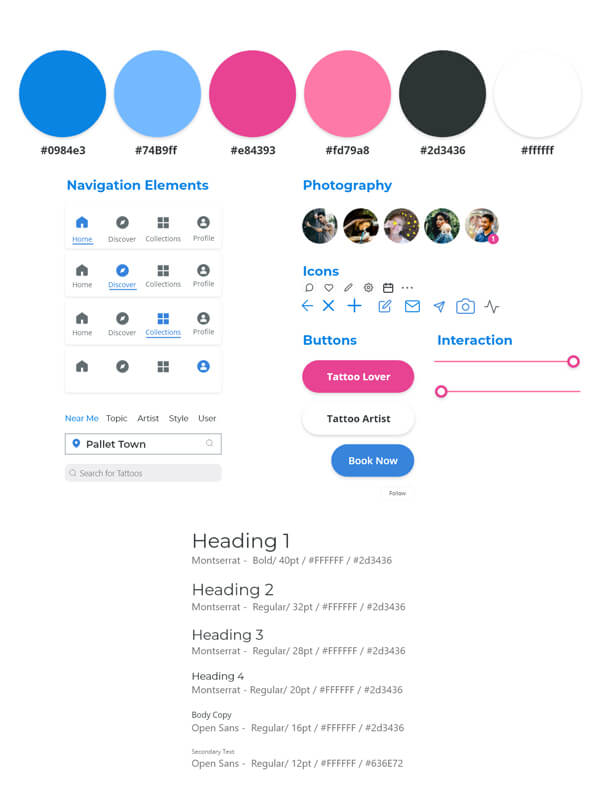 #0984e3 #74B9ff #e84393 #fd79a8 #2d3436 #ffffff
Navigation Elements
Home Discover Collections Profile
Home Discover Collections Profile
Home Discover Collections Profile
Near Me Topic Artist Style User
Pallet Town
Search for Tattoos
Photography
1
Icons
Buttons
Tattoo Lover
Tattoo Artist
Book Now
Follow
Interaction
Heading 1
Montserrat - Bold/ 40pt / #FFFFFF / #2d3436
Heading 2
Montserrat - Regular/ 32pt / #FFFFFF / #2d3436
Heading 3
Montserrat - Regular/ 28pt / #FFFFFF / #2d3436
Heading 4
Montserrat - Regular/ 20pt / #FFFFFF / #2d3436
Body Copy
Open Sans - Regular/ 16pt / #FFFFFF / #2d3436
Secondary Text
Open Sans - Regular/ 12pt / #FFFFFF / #636E72